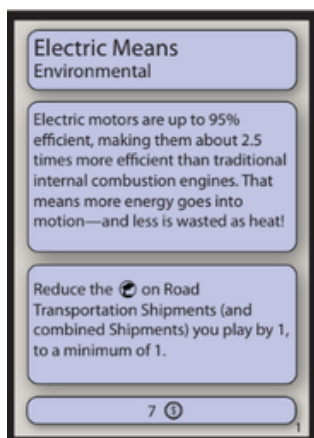 Electric Means
Environmental
Electric motors are up to 95%
efficient, making them about 2.5
times more efficient than traditional
internal combustion engines. That
means more energy goes into
motion—and less is wasted as heat!
Reduce the on Road
Transportation Shipments (and
combined Shipments) you play by 1,
to a minimum of 1.
7 $
1